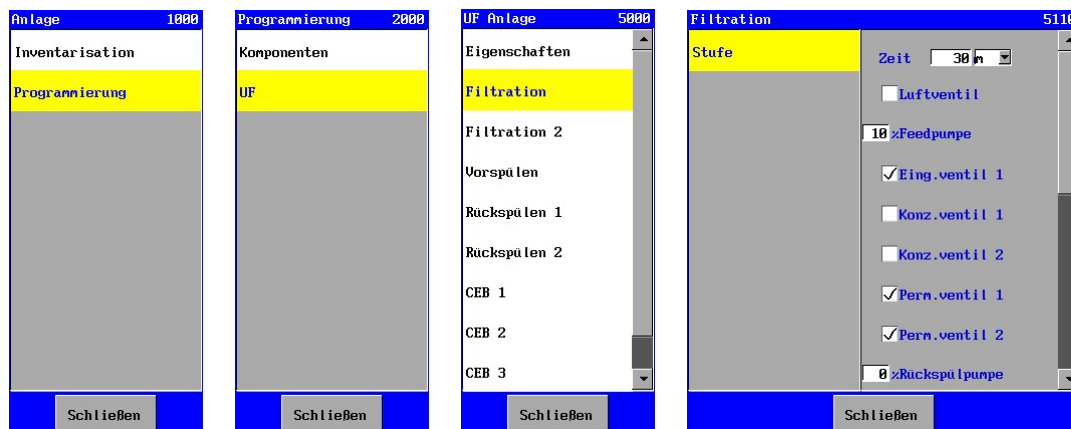 Anlage 1000
Inventarisation
Programmierung
Schließen
Programmierung 2000
Komponenten
UF
Schließen
UF Anlage 5000
Eigenschaften
Filtration
Filtration 2
Vorspülen
Rückspülen 1
Rückspülen 2
CEB 1
CEB 2
CEB 3
Schließen
Filtration 5110
Stufe
Zeit 30 m
Luftventil
10 %Feedpumpe
Eing.ventil 1
Konz.ventil 1
Konz.ventil 2
Perm.ventil 1
Perm.ventil 2
0 %Rückspülpumpe
Schließen